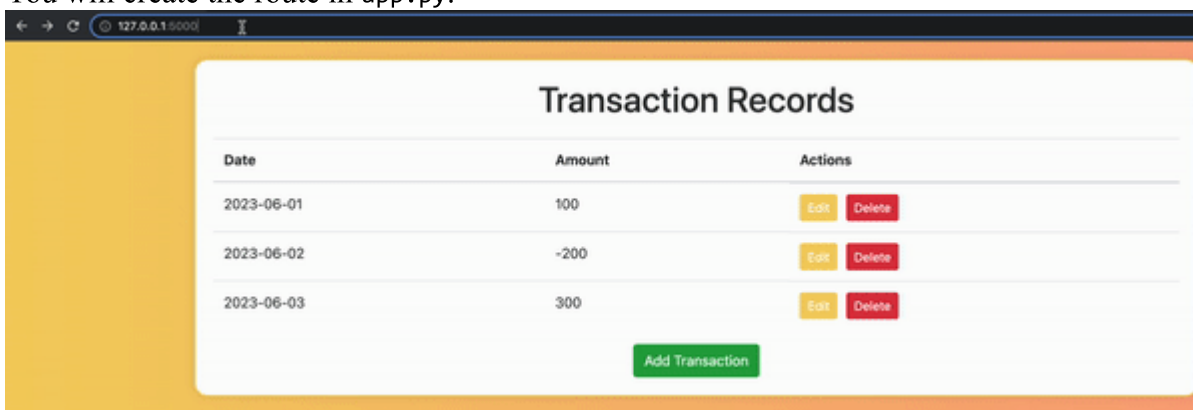 You will create the route in app.py.
127.0.0.1:5000
Transaction Records
Date Amount Actions
2023-06-01 100 Edit Delete
2023-06-02 -200 Edit Delete
2023-06-03 300 Edit Delete
Add Transaction